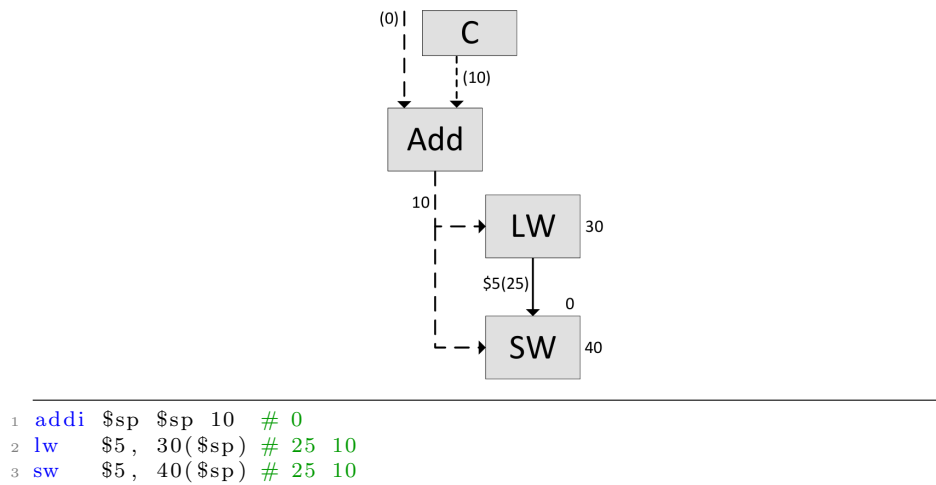 (0)
C
(10)
Add
10
LW 30
$5(25)
0
SW 40
1 addi $sp $sp 10 # 0
2 lw $5, 30($sp) # 25 10
3 sw $5, 40($sp) # 25 10